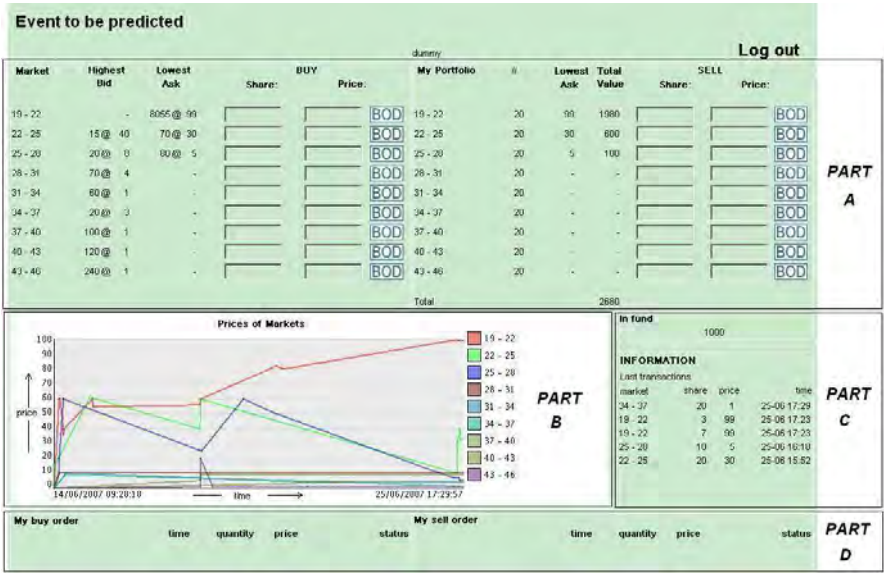 Event to be predicted
dummy Log out
Market Highest Bid Lowest Ask BUY Share: Price: My Portfolio # Lowest Ask Total Value SELL Share: Price:
19 - 22 - 8055 @ 99 BOD 19 - 22 20 99 1980 BOD
22 - 25 15 @ 40 70 @ 30 BOD 22 - 25 20 30 600 BOD
25 - 28 20 @ 8 80 @ 5 BOD 25 - 28 20 5 100 BOD
28 - 31 70 @ 4 - BOD 28 - 31 20 - - BOD
31 - 34 60 @ 1 - BOD 31 - 34 20 - - BOD
34 - 37 20 @ 3 - BOD 34 - 37 20 - - BOD
37 - 40 100 @ 1 - BOD 37 - 40 20 - - BOD
40 - 43 120 @ 1 - BOD 40 - 43 20 - - BOD
43 - 46 240 @ 1 - BOD 43 - 46 20 - - BOD
Total 2680
PART
A
Prices of Markets
100
90
80
70
60
50
40
30
20
10
0
price
14/06/2007 09:20:10 time 25/06/2007 17:29:57
19 - 22
22 - 25
25 - 28
28 - 31
31 - 34
34 - 37
37 - 40
40 - 43
43 - 46
PART
B
In fund
1000
INFORMATION
Last transactions
market share price time
34 - 37 20 1 25-06 17:29
19 - 22 3 99 25-06 17:23
19 - 22 7 99 25-06 17:23
25 - 28 10 5 25-06 16:10
22 - 25 20 30 25-06 15:52
PART
C
My buy order My sell order
time quantity price status time quantity price status
PART
D